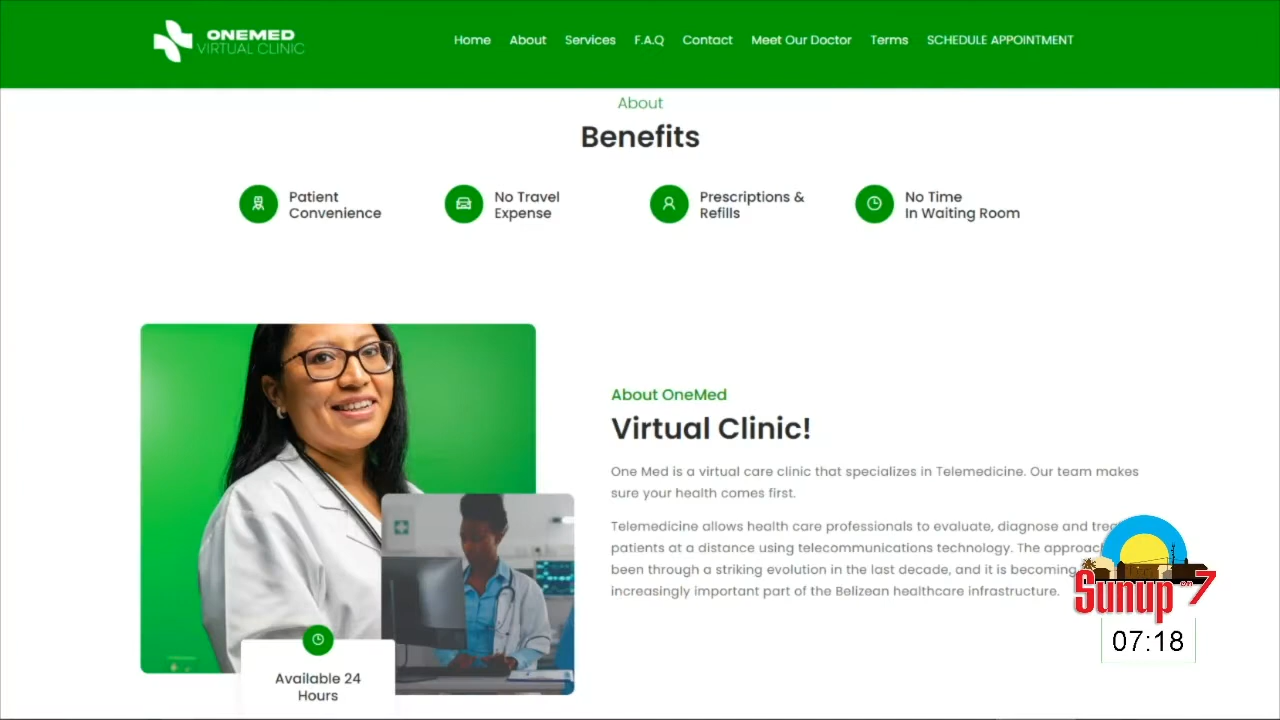 ONEMED
VIRTUAL CLINIC
Home About Services F.A.Q Contact Meet Our Doctor Terms SCHEDULE APPOINTMENT
About
Benefits
Patient
Convenience
No Travel
Expense
Prescriptions &
Refills
No Time
In Waiting Room
About OneMed
Virtual Clinic!
One Med is a virtual care clinic that specializes in Telemedicine. Our team makes
sure your health comes first.
Telemedicine allows health care professionals to evaluate, diagnose and
patients at a distance using telecommunications technology. The
been through a striking evolution in the last decade, and it is becoming
increasingly important part of the Belizean healthcare infrastructure.
Available 24
Hours
Sunup on 7
07:18